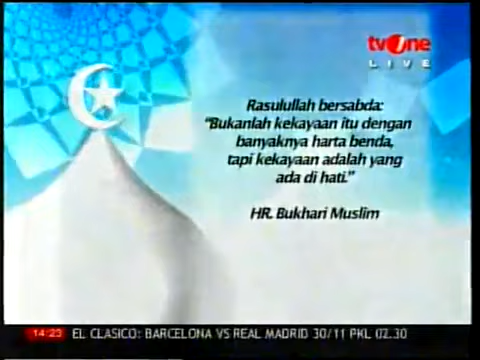 tvOne
LIVE
Rasulullah bersabda:
"Bukanlah kekayaan itu dengan
banyaknya harta benda,
tapi kekayaan adalah yang
ada di hati."
HR. Bukhari Muslim
14:23 EL CLASICO: BARCELONA VS REAL MADRID 30/11 PKL 02.30